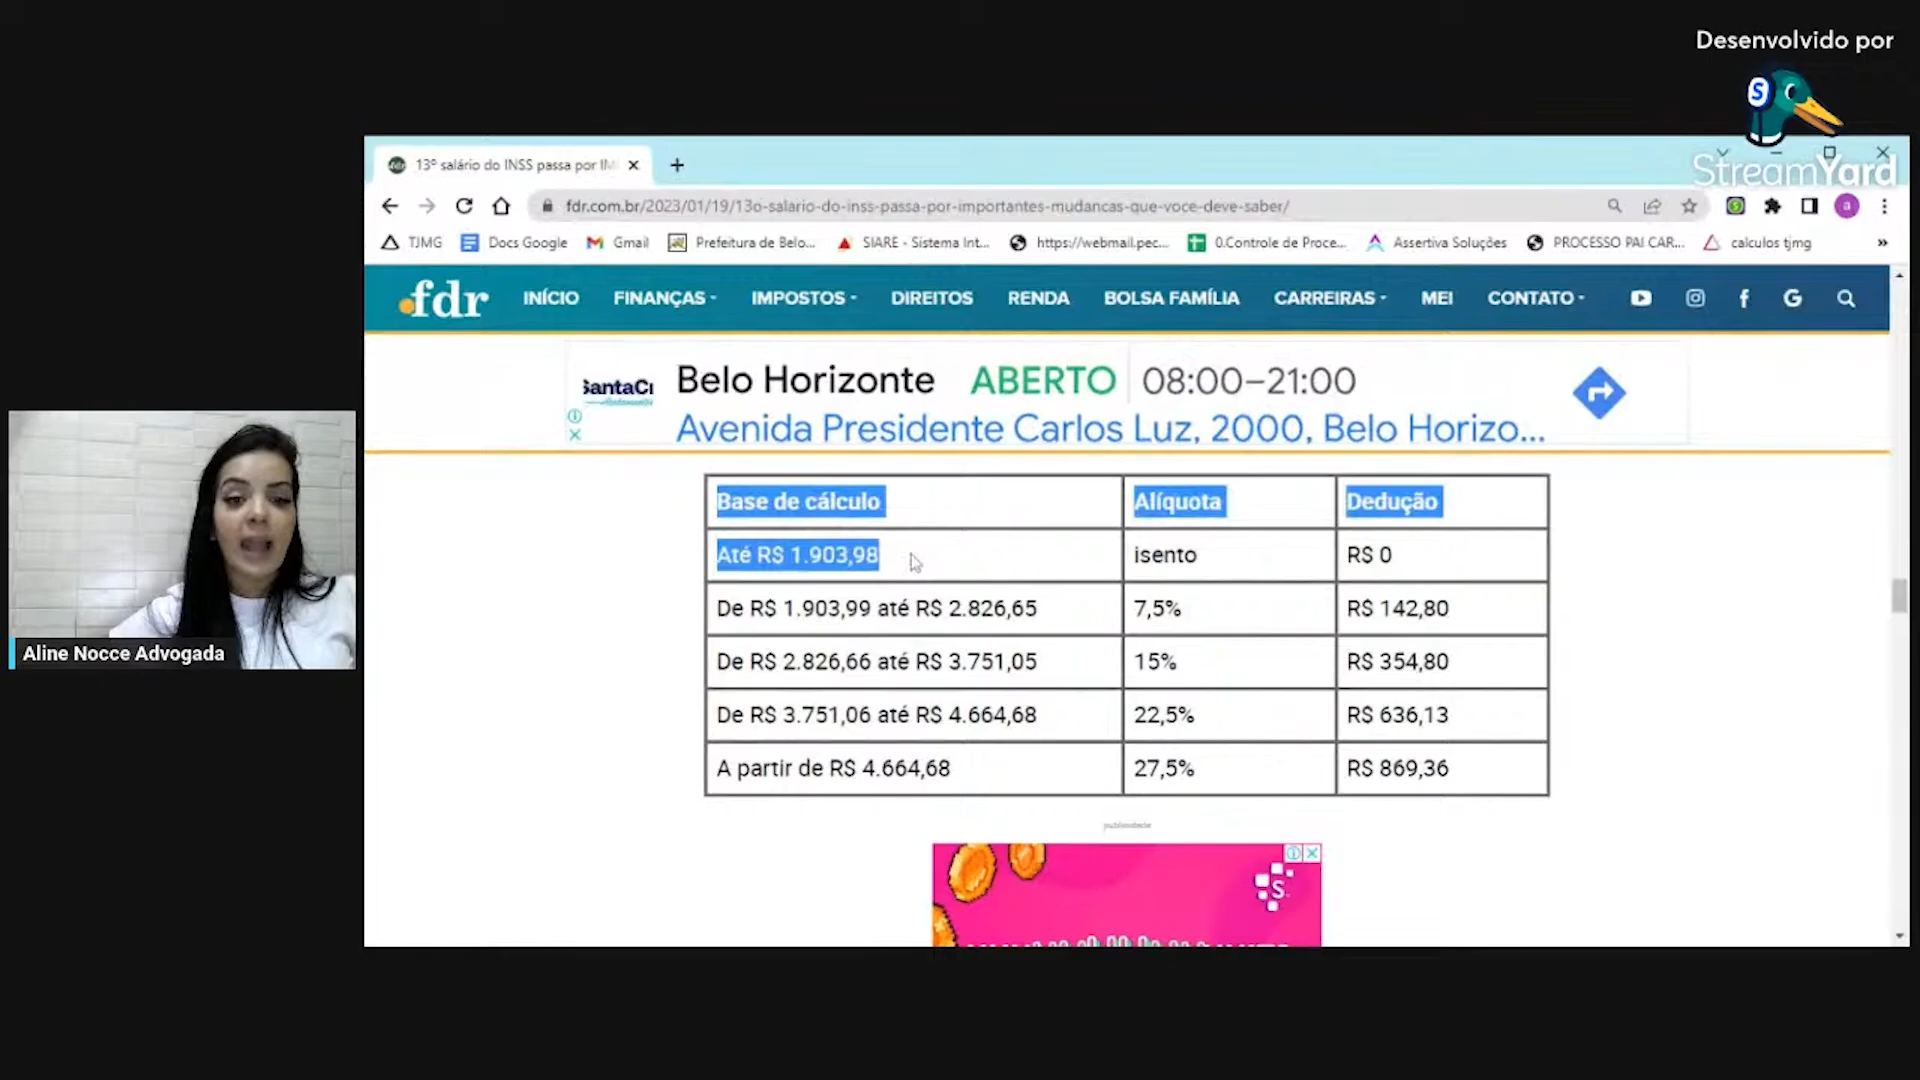 Desenvolvido por
S
StreamYard
13º salário do INSS passa por IM
fdr.com.br/2023/01/19/13o-salario-do-inss-passa-por-importantes-mudancas-que-voce-deve-saber/
a
TJMG Docs Google Gmail Prefeitura de Belo... SIARE - Sistema Int... https://webmail.pec... 0.Controle de Proce... Assertiva Soluções PROCESSO PAI CAR... calculos tjmg »
fdr INÍCIO FINANÇAS IMPOSTOS DIREITOS RENDA BOLSA FAMÍLIA CARREIRAS MEI CONTATO
Belo Horizonte ABERTO 08:00–21:00
Avenida Presidente Carlos Luz, 2000, Belo Horizo...
Base de cálculo Alíquota Dedução
Até R$ 1.903,98 isento R$ 0
De R$ 1.903,99 até R$ 2.826,65 7,5% R$ 142,80
De R$ 2.826,66 até R$ 3.751,05 15% R$ 354,80
De R$ 3.751,06 até R$ 4.664,68 22,5% R$ 636,13
A partir de R$ 4.664,68 27,5% R$ 869,36
publicidade
S
Aline Nocce Advogada